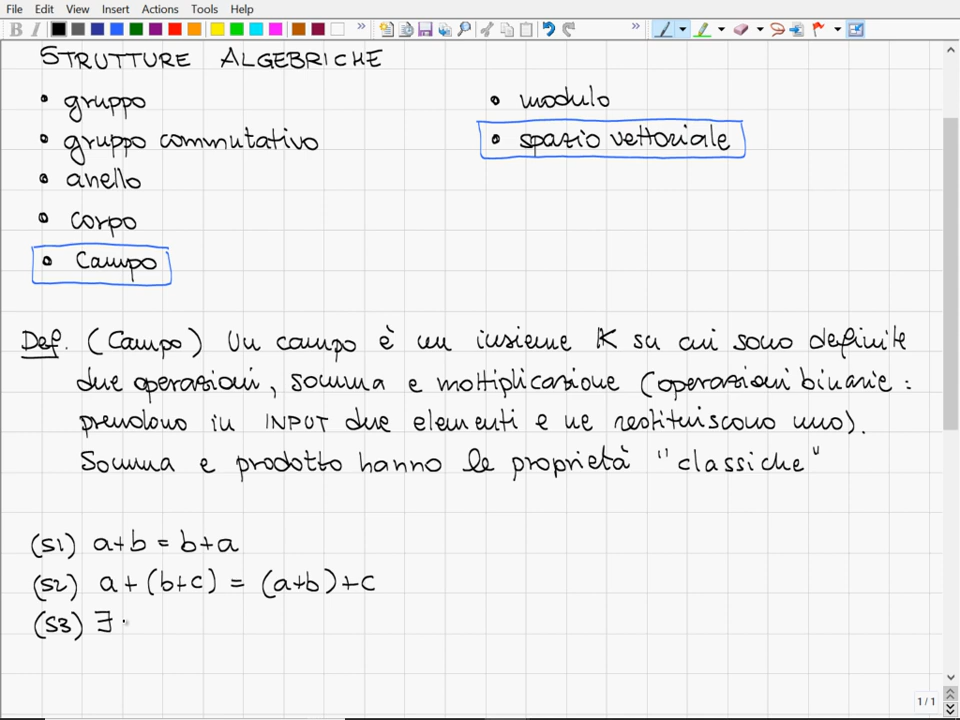 File Edit View Insert Actions Tools Help
B I
STRUTTURE ALGEBRICHE
• gruppo
• gruppo commutativo
• anello
• corpo
• Campo
• modulo
• spazio vettoriale
Def. (Campo) Un campo è un insieme K su cui sono definite
due operazioni, somma e moltiplicazione (operazioni binarie:
prendono in INPUT due elementi e ne restituiscono uno).
Somma e prodotto hanno le proprietà "classiche"
(S1) a+b = b+a
(S2) a+(b+c) = (a+b)+c
(S3) ∃
1/1